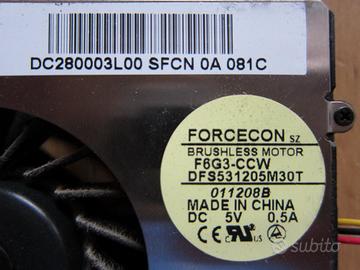 DC280003L00 SFCN 0A 081C
FORCECON SZ
BRUSHLESS MOTOR
F6G3-CCW
DFS531205M30T
011208B
MADE IN CHINA
DC 5V 0.5A
subito